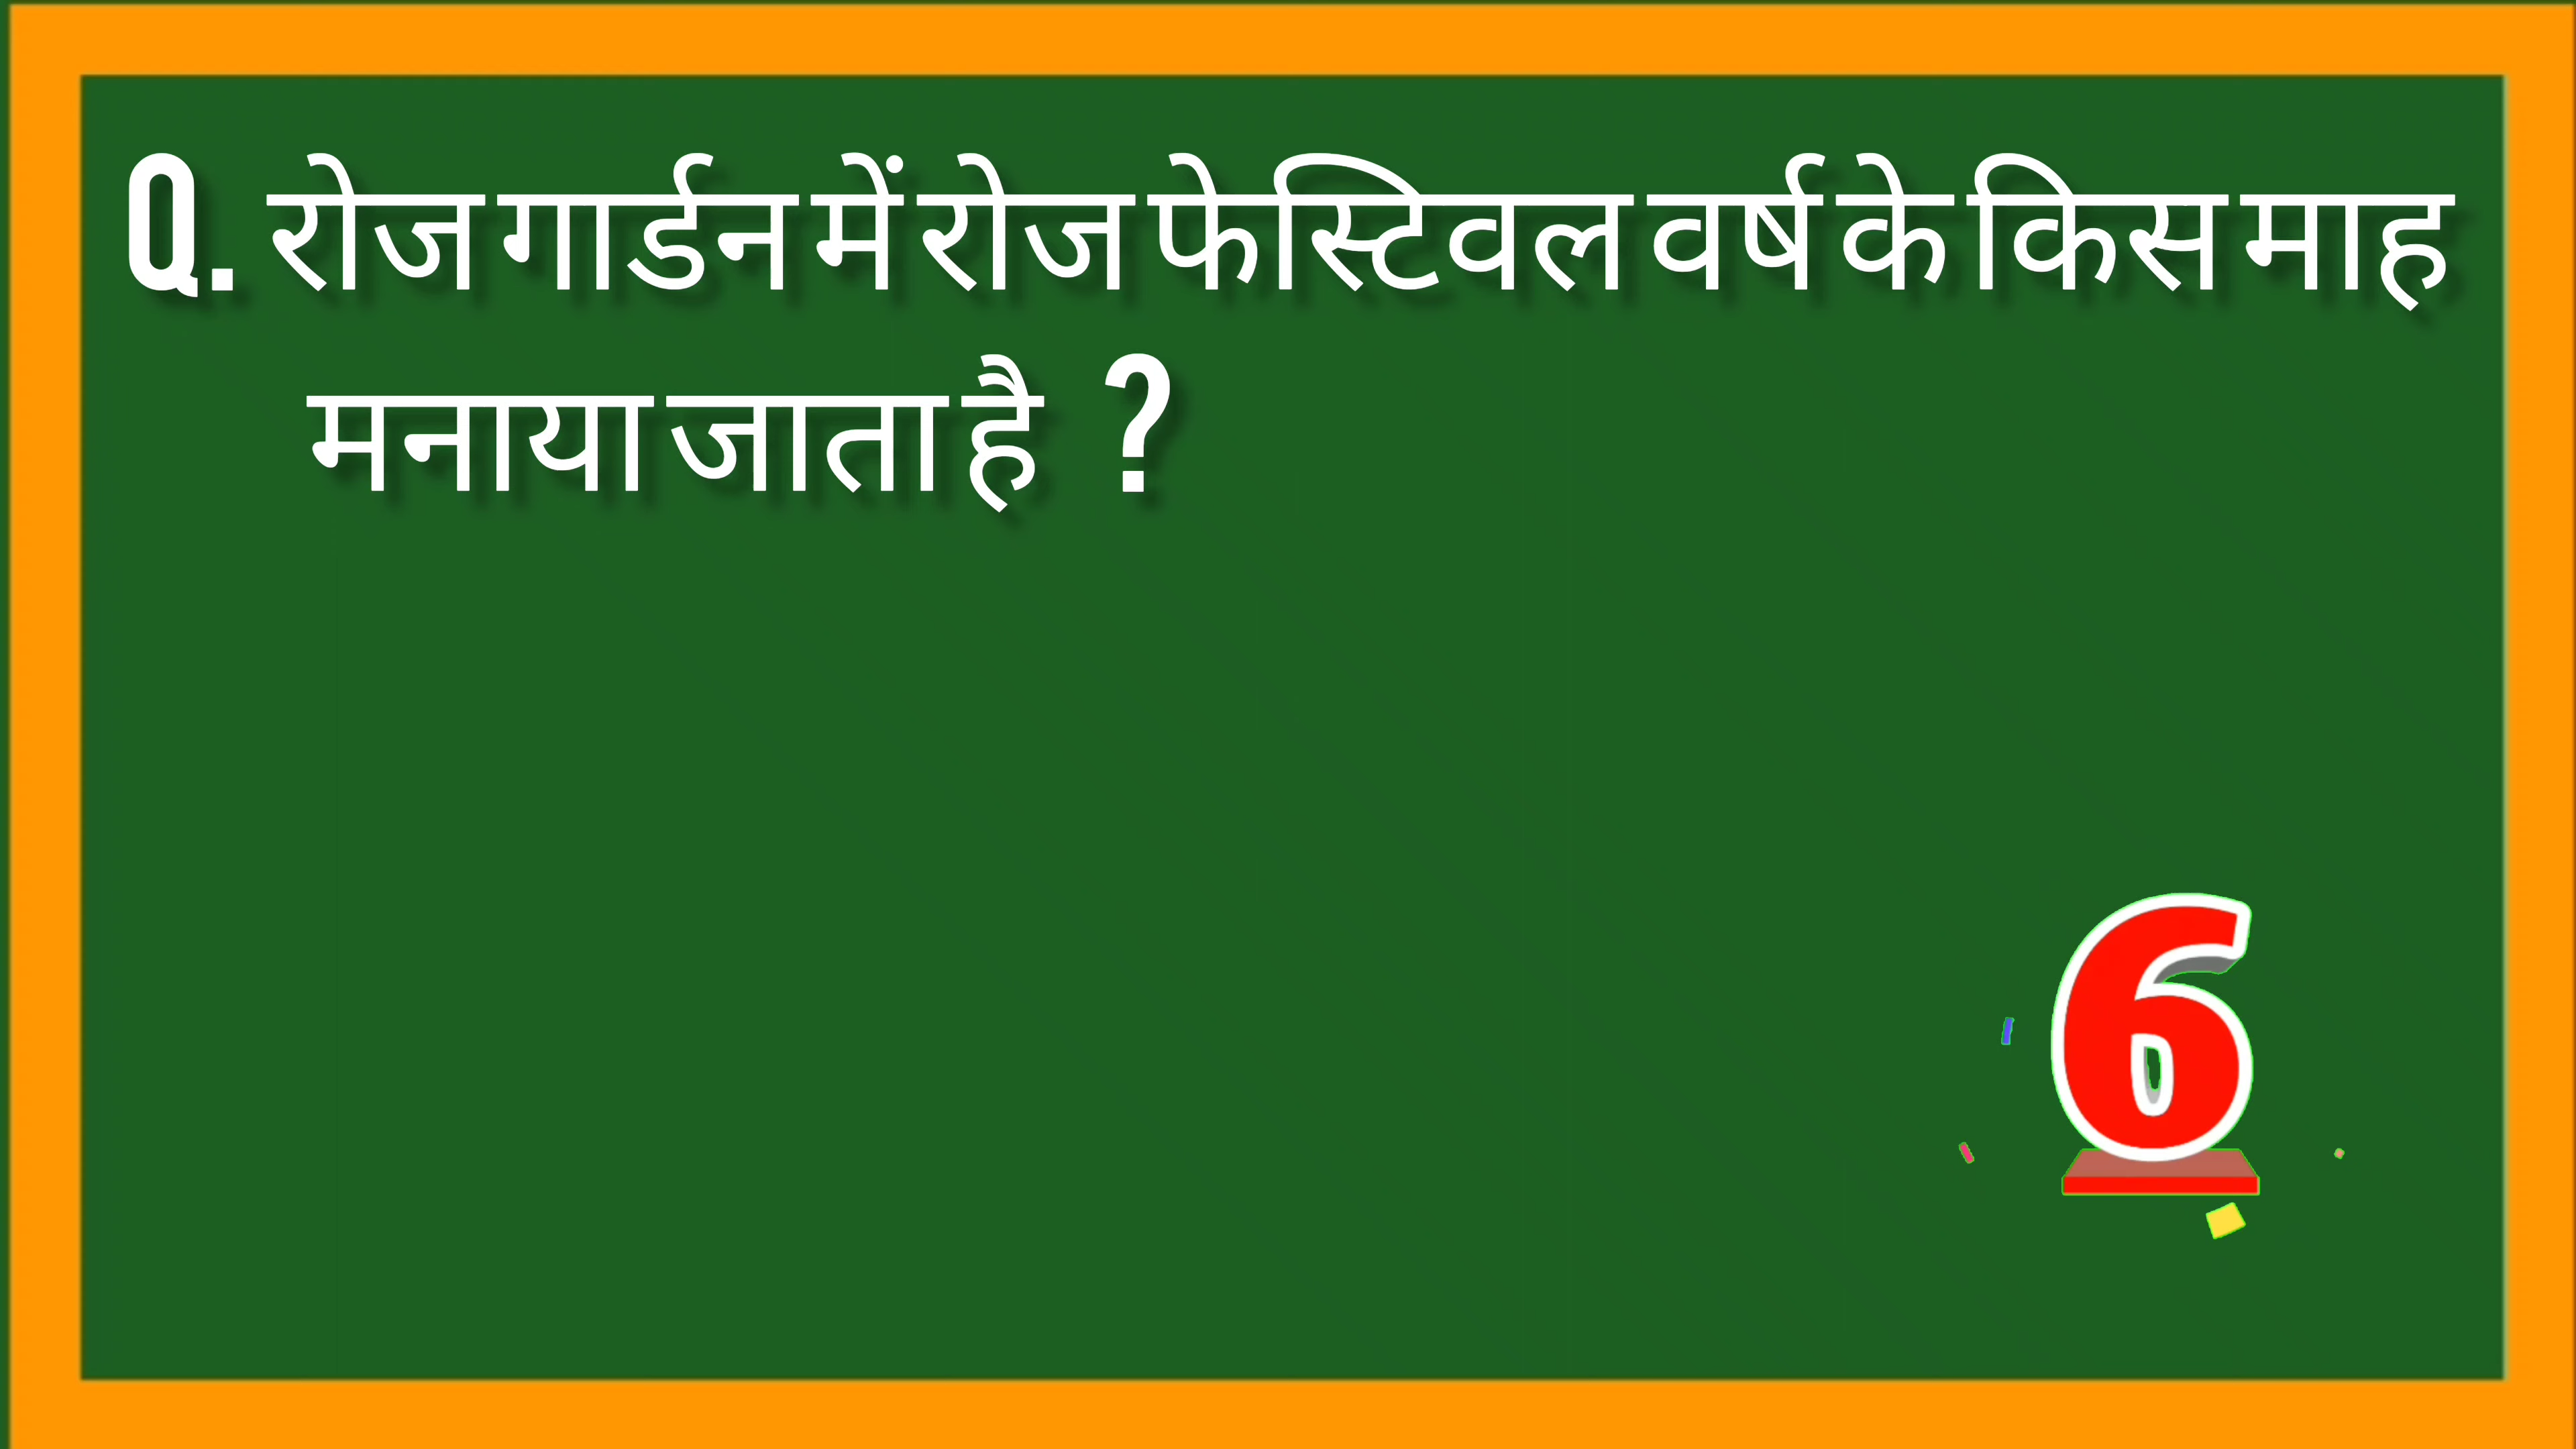 Q. रोज गार्डन में रोज फेस्टिवल वर्ष के किस माह
मनाया जाता है ?
6